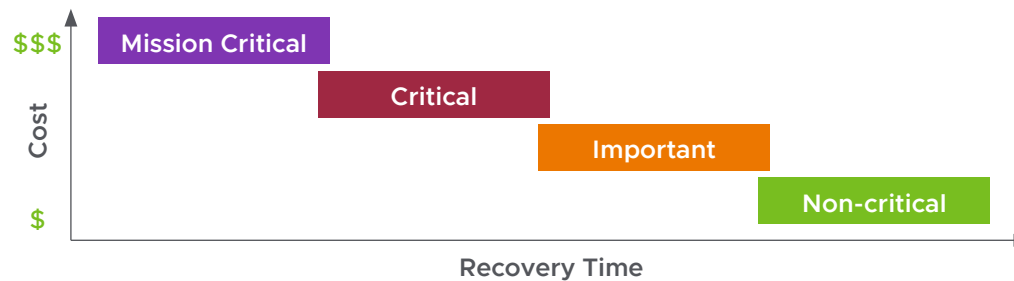 $$$
Mission Critical
Critical
Cost
Important
Non-critical
$
Recovery Time